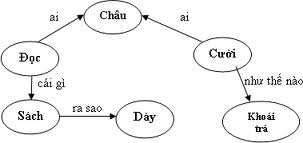 ai
Châu
ai
Đọc
Cười
cái gì
như thế nào
Sách
ra sao
Dày
Khoái
trá